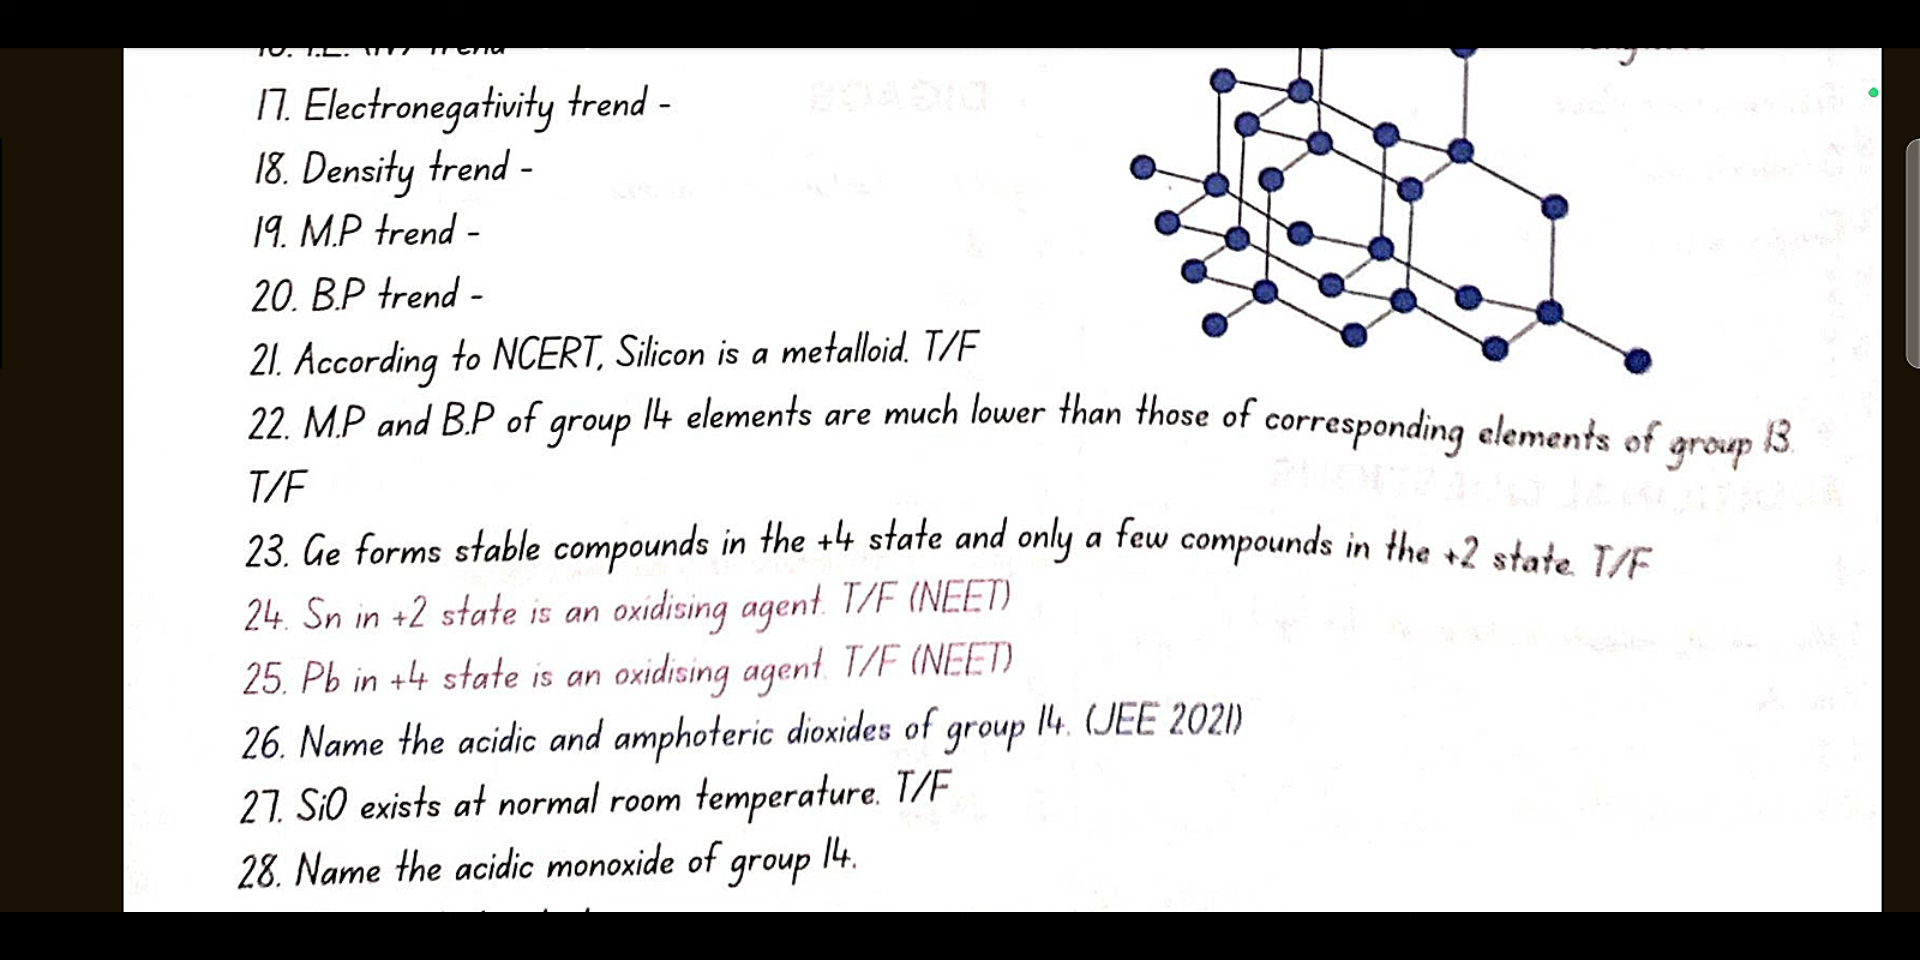 17. Electronegativity trend -
18. Density trend -
19. M.P trend -
20. B.P trend -
21. According to NCERT, Silicon is a metalloid. T/F
22. M.P and B.P of group 14 elements are much lower than those of corresponding elements of group 13.
T/F
23. Ge forms stable compounds in the +4 state and only a few compounds in the +2 state. T/F
24. Sn in +2 state is an oxidising agent. T/F (NEET)
25. Pb in +4 state is an oxidising agent. T/F (NEET)
26. Name the acidic and amphoteric dioxides of group 14. (JEE 2021)
27. SiO exists at normal room temperature. T/F
28. Name the acidic monoxide of group 14.